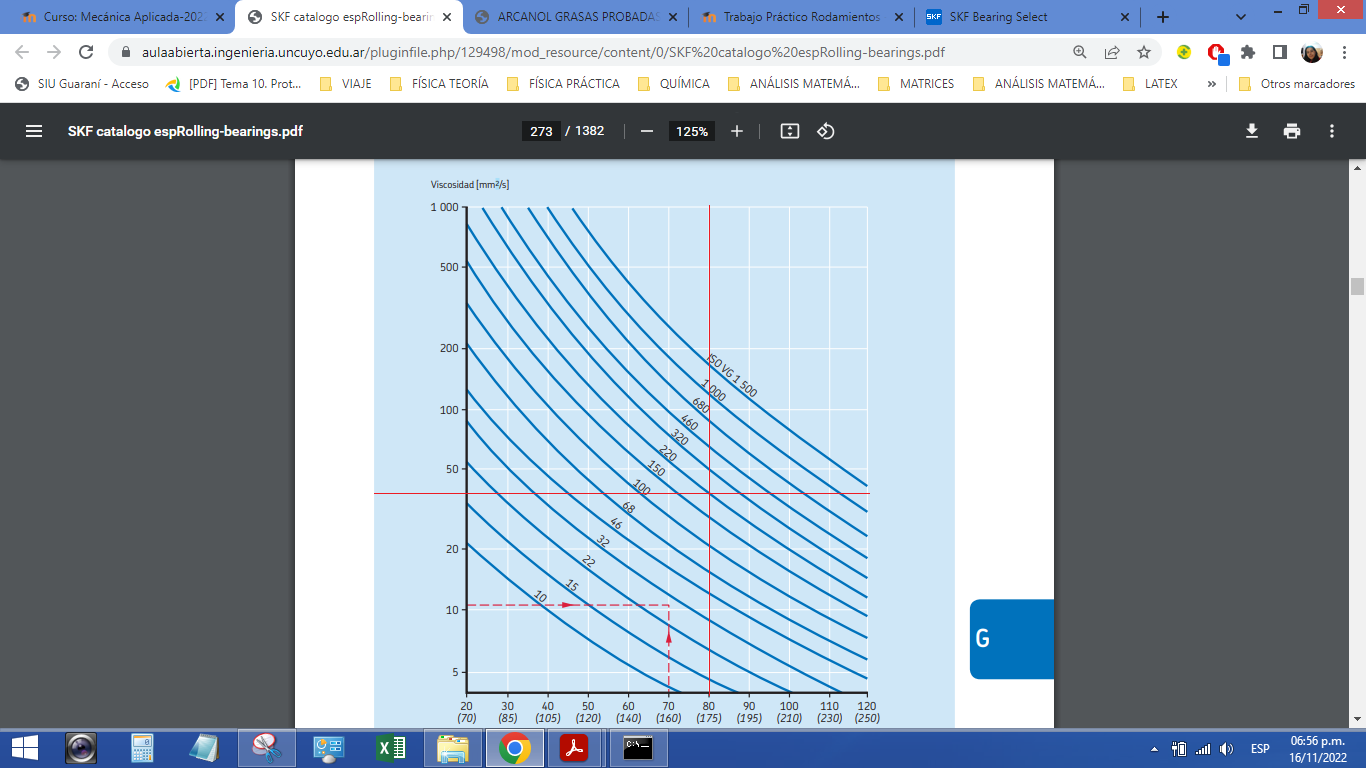 Curso: Mecánica Aplicada-202
SKF catalogo espRolling-bearin
ARCANOL GRASAS PROBADAS
Trabajo Práctico Rodamientos
SKF
SKF Bearing Select
aulaabierta.ingenieria.uncuyo.edu.ar/pluginfile.php/129498/mod_resource/content/0/SKF%20catalogo%20espRolling-bearings.pdf
SIU Guaraní - Acceso
[PDF] Tema 10. Prot...
VIAJE
FÍSICA TEORÍA
FÍSICA PRÁCTICA
QUÍMICA
ANÁLISIS MATEMÁ...
MATRICES
ANÁLISIS MATEMÁ...
LATEX
»
Otros marcadores
SKF catalogo espRolling-bearings.pdf
273 / 1382
125%
Viscosidad [mm²/s]
1 000
500
200
100
50
20
10
5
ISO VG 1 500
1 000
680
460
320
220
150
100
68
46
32
22
15
10
G
20 30 40 50 60 70 80 90 100 110 120
(70) (85) (105) (120) (140) (160) (175) (195) (210) (230) (250)
C:\
ESP
06:56 p.m.
16/11/2022